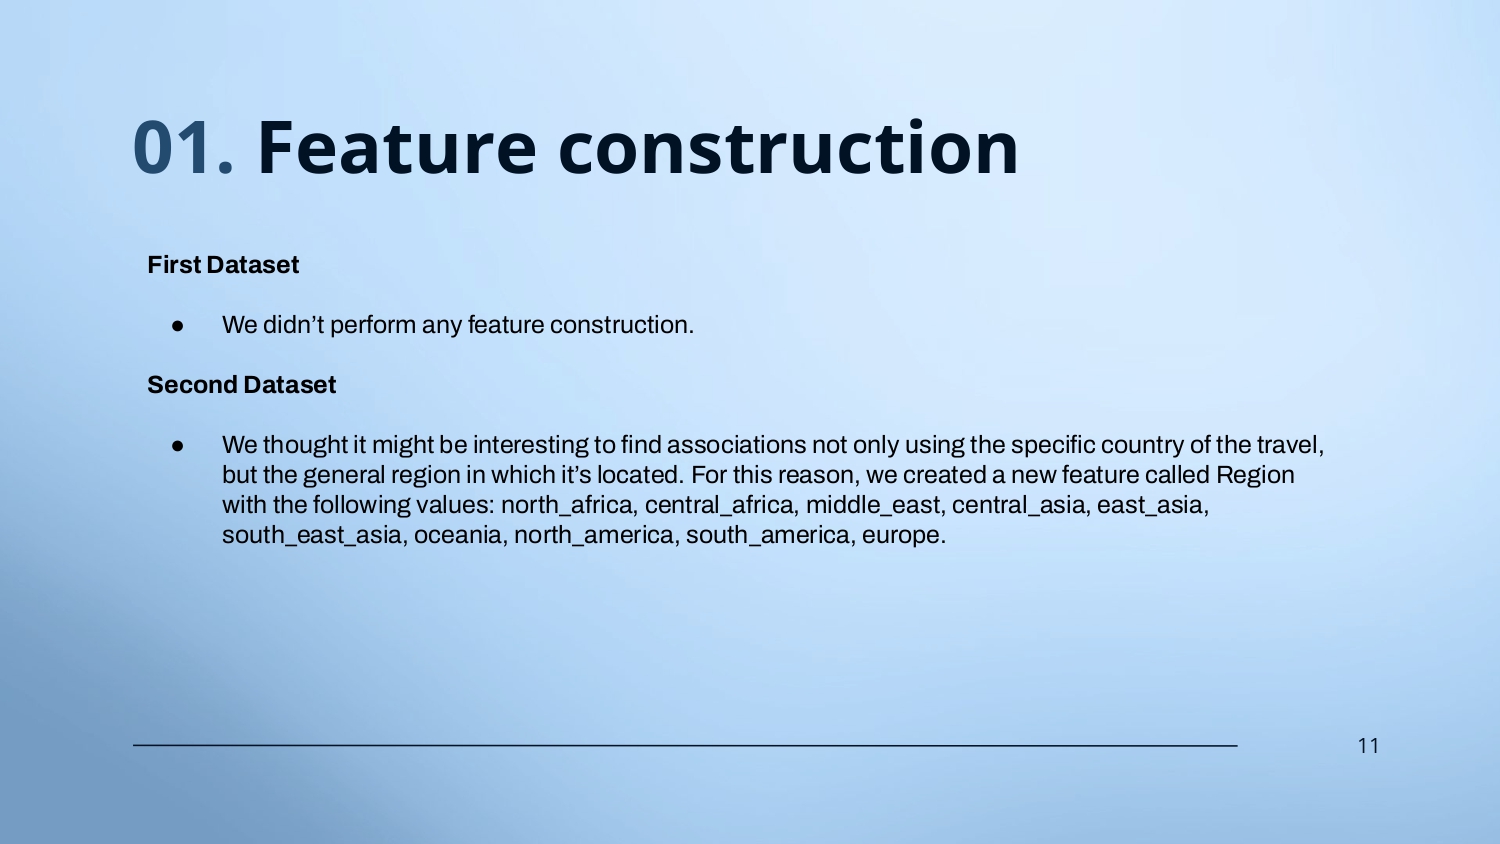 01. Feature construction
First Dataset
● We didn’t perform any feature construction.
Second Dataset
● We thought it might be interesting to find associations not only using the specific country of the travel,
but the general region in which it’s located. For this reason, we created a new feature called Region
with the following values: north_africa, central_africa, middle_east, central_asia, east_asia,
south_east_asia, oceania, north_america, south_america, europe.
11